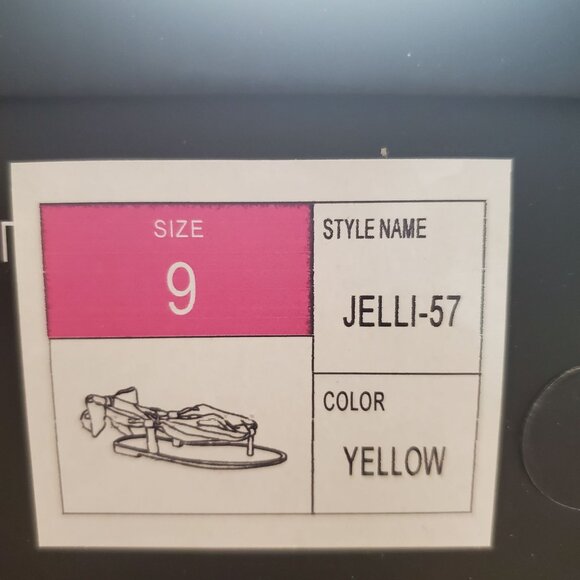 SIZE
9
STYLE NAME
JELLI-57
COLOR
YELLOW